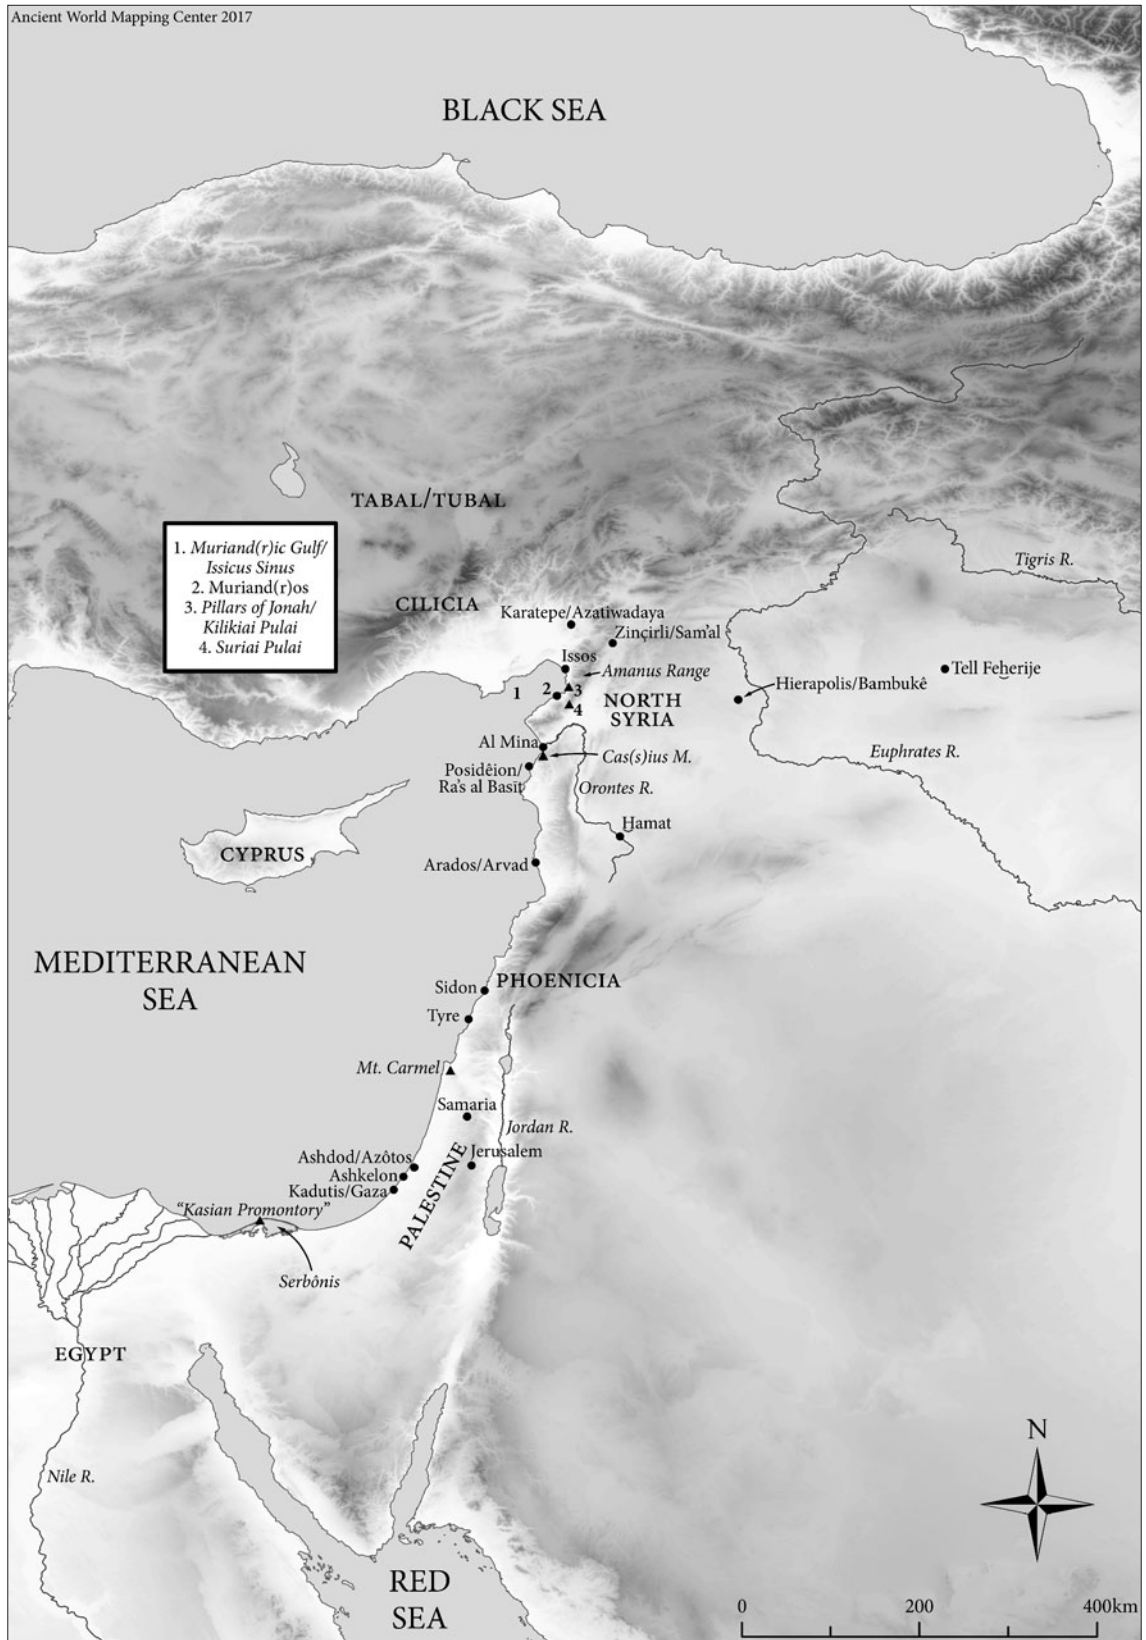 Ancient World Mapping Center 2017
BLACK SEA
TABAL/TUBAL
1. Muriand(r)ic Gulf/
Issicus Sinus
2. Muriand(r)os
3. Pillars of Jonah/
Kilikiai Pulai
4. Suriai Pulai
Tigris R.
CILICIA
Karatepe/Azatiwadaya
Zinçirli/Sam'al
Issos
Amanus Range
Tell Feḫerije
Hierapolis/Bambukê
1
2
3
4
NORTH
SYRIA
Al Mina
Cas(s)ius M.
Euphrates R.
Posidêion/
Ra's al Basīt
Orontes R.
Hamat
CYPRUS
Arados/Arvad
MEDITERRANEAN
SEA
PHOENICIA
Sidon
Tyre
Mt. Carmel
Samaria
Jordan R.
Ashdod/Azôtos
Jerusalem
Ashkelon
Kadutis/Gaza
PALESTINE
"Kasian Promontory"
Serbônis
EGYPT
Nile R.
N
RED
SEA
0
200
400km